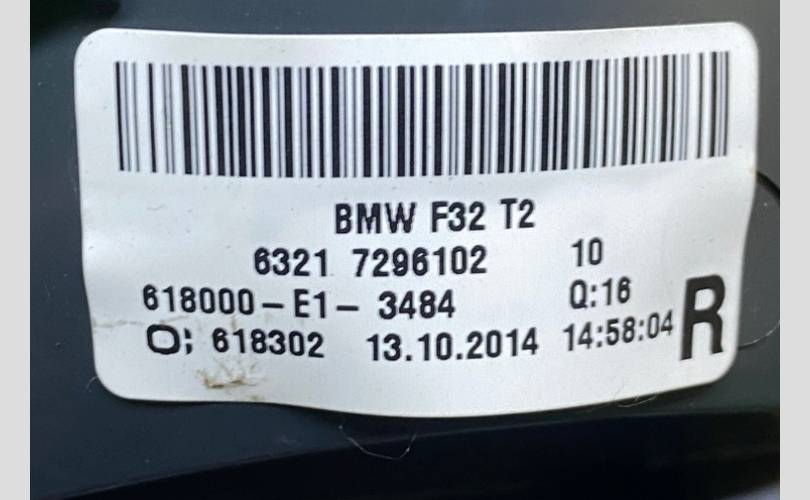 BMW F32 T2
6321 7296102 10
618000-E1- 3484 Q:16
O; 618302 13.10.2014 14:58:04 R